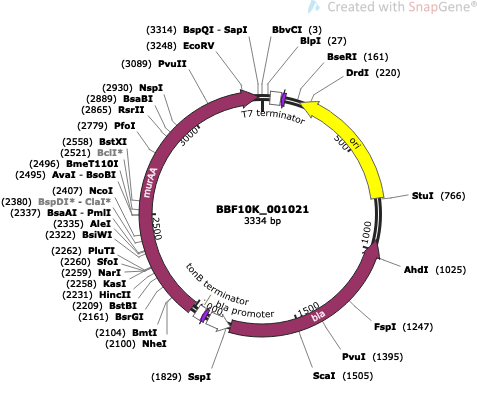 Created with SnapGene®
(3314) BspQI - SapI
BbvCI (3)
(3248) EcoRV
BlpI (27)
(3089) PvuII
BseRI (161)
DrdI (220)
(2930) NspI
(2889) BsaBI
(2865) RsrII
(2779) PfoI
(2558) BstXI
(2521) BclI*
(2496) BmeT110I
(2495) AvaI - BsoBI
(2407) NcoI
(2380) BspDI* - ClaI*
(2337) BsaAI - PmlI
(2335) AleI
(2322) BsiWI
(2262) PluTI
(2260) SfoI
(2259) NarI
(2258) KasI
(2231) HincII
(2209) BstBI
(2161) BsrGI
(2104) BmtI
(2100) NheI
(1829) SspI
StuI (766)
AhdI (1025)
FspI (1247)
PvuI (1395)
ScaI (1505)
T7 terminator
ori
500
1000
1500
2500
3000
murAA
bla
tonB terminator
bla promoter
BBF10K_001021
3334 bp